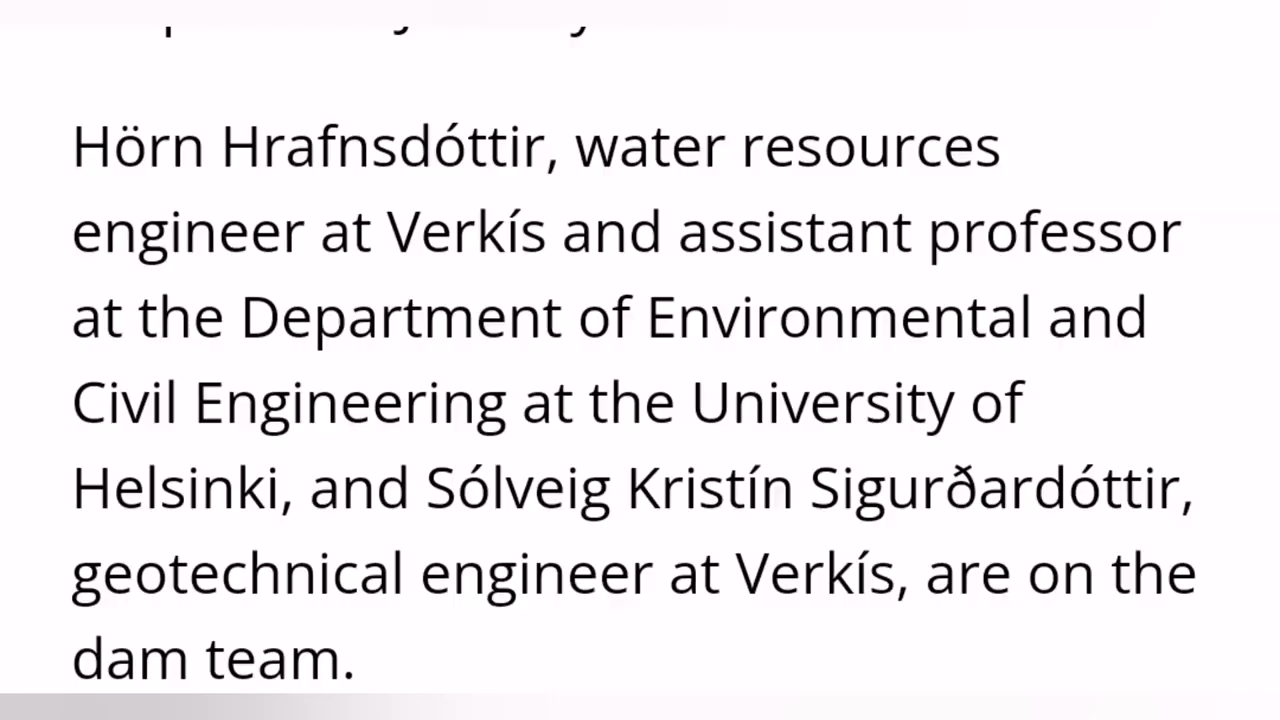 Hörn Hrafnsdóttir, water resources
engineer at Verkís and assistant professor
at the Department of Environmental and
Civil Engineering at the University of
Helsinki, and Sólveig Kristín Sigurðardóttir,
geotechnical engineer at Verkís, are on the
dam team.